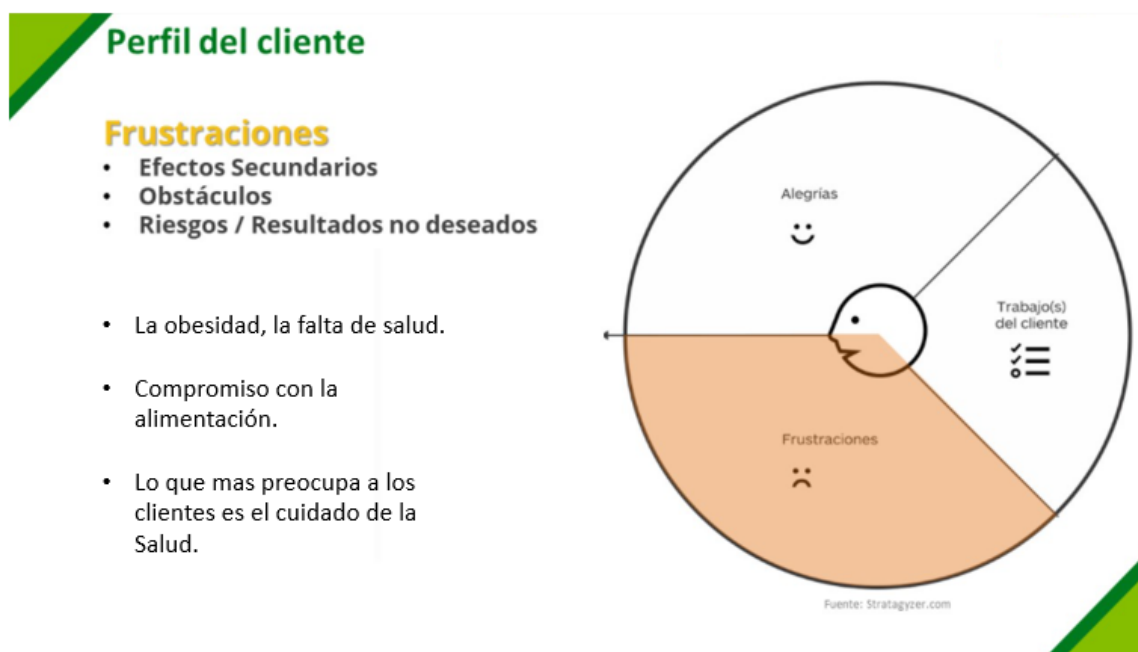 Perfil del cliente
Frustraciones
• Efectos Secundarios
• Obstáculos
• Riesgos / Resultados no deseados
• La obesidad, la falta de salud.
• Compromiso con la
alimentación.
• Lo que mas preocupa a los
clientes es el cuidado de la
Salud.
Alegrías
Trabajo(s)
del cliente
Frustraciones
Fuente: Stratagyzer.com